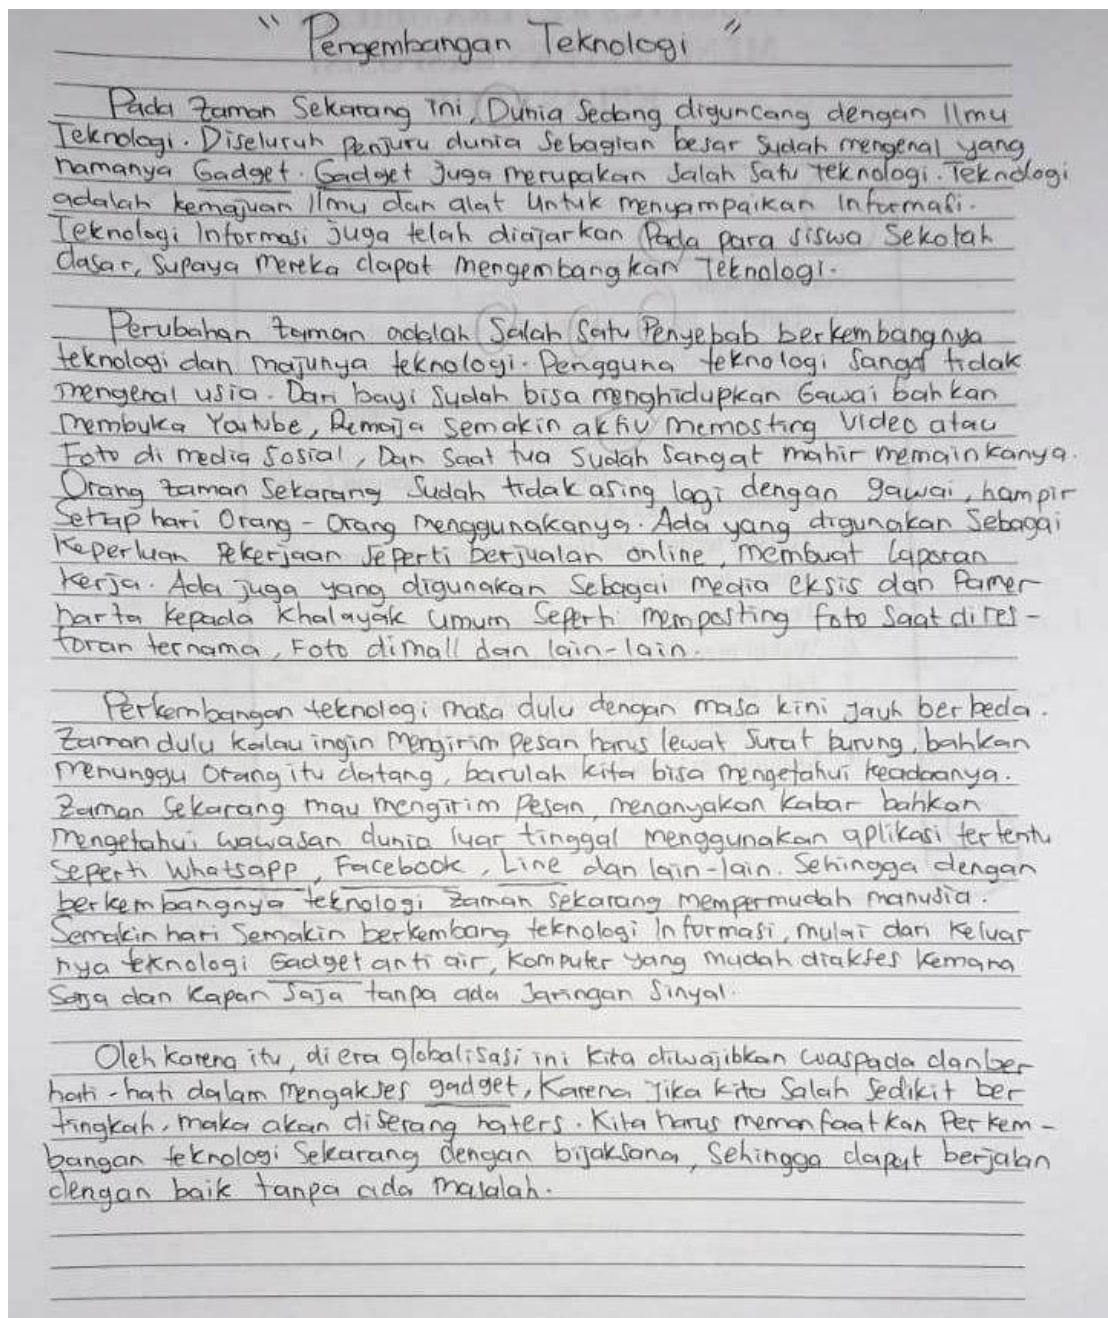 " Pengembangan Teknologi "
Pada zaman Sekarang ini, Dunia Sedang diguncang dengan Ilmu
Teknologi. Diseluruh penjuru dunia Sebagian besar Sudah mengenal yang
namanya Gadget. Gadget Juga merupakan Salah Satu teknologi. Teknologi
adalah kemajuan Ilmu dan alat Untuk menyampaikan Informasi.
Teknologi Informasi juga telah diajarkan Pada para siswa Sekolah
dasar, Supaya mereka dapat mengembangkan Teknologi.
Perubahan zaman adalah Salah Satu Penyebab berkembangnya
teknologi dan majunya teknologi. Pengguna teknologi Sangat tidak
mengenal usia. Dari bayi Sudah bisa menghidupkan Gawai bahkan
membuka Youtube, Remaja Semakin aktiv memosting Video atau
Foto di media Sosial, Dan Saat tua Sudah Sangat mahir memainkanya.
Orang zaman Sekarang Sudah tidak asing lagi dengan gawai, hampir
Setiap hari Orang - Orang menggunakanya. Ada yang digunakan Sebagai
Keperluan Pekerjaan Seperti berjualan online, membuat Laporan
Kerja. Ada juga yang digunakan Sebagai media eksis dan Pamer
harta kepada khalayak umum Seperti memposting foto Saat dires -
toran ternama, Foto dimall dan lain-lain.
Perkembangan teknologi masa dulu dengan masa kini Jauh berbeda.
Zaman dulu kalau ingin mengirim pesan harus lewat Surat burung, bahkan
menunggu Orang itu datang, barulah kita bisa mengetahui keadaanya.
Zaman Sekarang mau mengirim Pesan, menanyakan kabar bahkan
mengetahui wawasan dunia luar tinggal menggunakan aplikasi tertentu
Seperti Whatsapp, Facebook, Line dan lain-lain. Sehingga dengan
berkembangnya teknologi zaman sekarang mempermudah manusia.
Semakin hari Semakin berkembang teknologi Informasi, mulai dari Keluar
nya teknologi Gadget anti air, Komputer yang mudah diakses Kemana
Saja dan Kapan Saja tanpa ada Jaringan Sinyal.
Oleh karena itu, di era globalisasi ini kita diwajibkan waspada dan ber
hati - hati dalam mengakses gadget, Karena Jika kita Salah Sedikit ber
tingkah, maka akan diserang haters. Kita harus memanfaatkan Perkem -
bangan teknologi Sekarang dengan bijaksana, Sehingga dapat berjalan
dengan baik tanpa ada masalah.